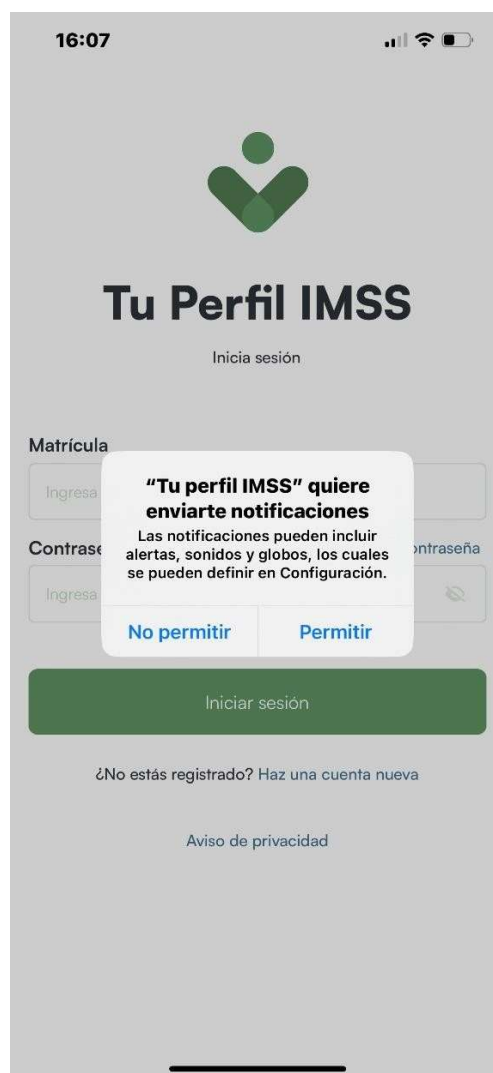 16:07
Tu Perfil IMSS
Inicia sesión
Matrícula
Ingresa
“Tu perfil IMSS” quiere
enviarte notificaciones
Las notificaciones pueden incluir
alertas, sonidos y globos, los cuales
se pueden definir en Configuración.
No permitir Permitir
Iniciar sesión
¿No estás registrado? Haz una cuenta nueva
Aviso de privacidad